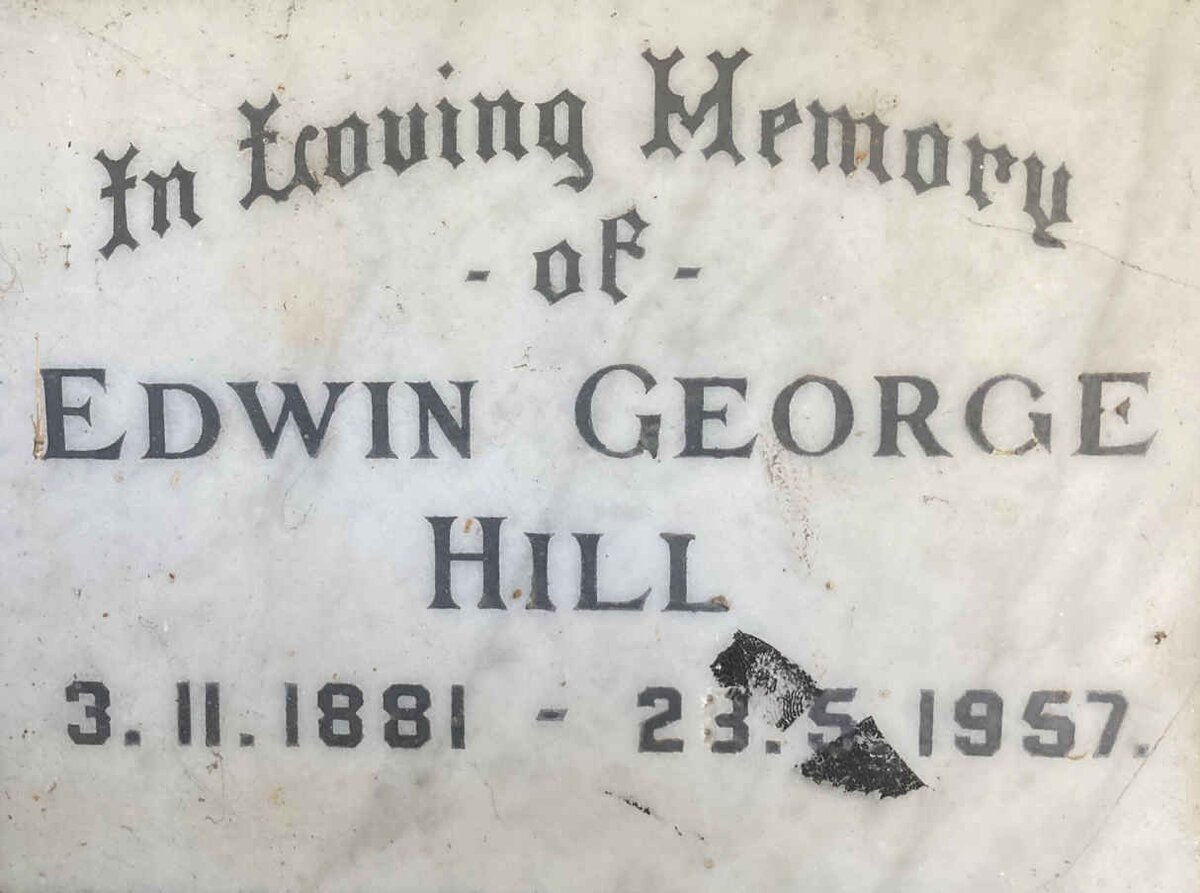 In Loving Memory
- of -
EDWIN GEORGE
HILL
3.11.1881 - 23.5.1957.